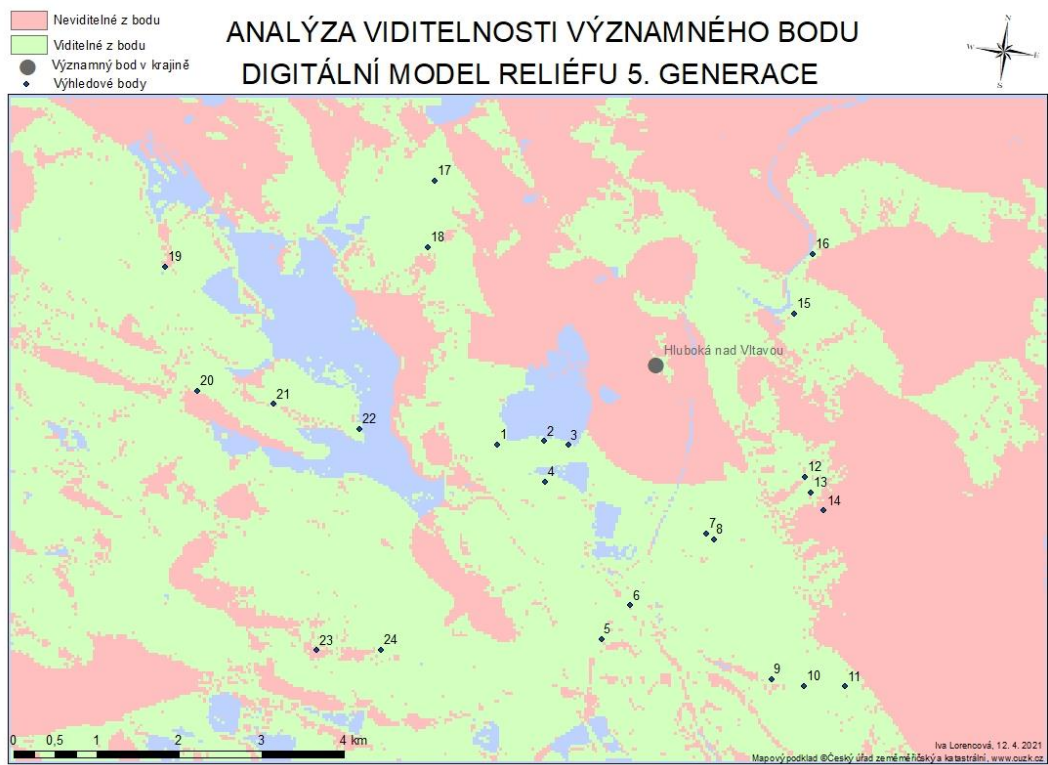 Neviditelné z bodu
Viditelné z bodu
Významný bod v krajině
Výhledové body
ANALÝZA VIDITELNOSTI VÝZNAMNÉHO BODU
DIGITÁLNÍ MODEL RELIÉFU 5. GENERACE
N
W
E
S
17
18
19
16
15
Hluboká nad Vltavou
20
21
22
1
2
3
4
12
13
14
7
8
6
5
23
24
9
10
11
0 0,5 1 2 3 4 km
Iva Lorencová, 12. 4. 2021
Mapový podklad ©Český úřad zeměměřičský a katastrální, www.cuzk.cz